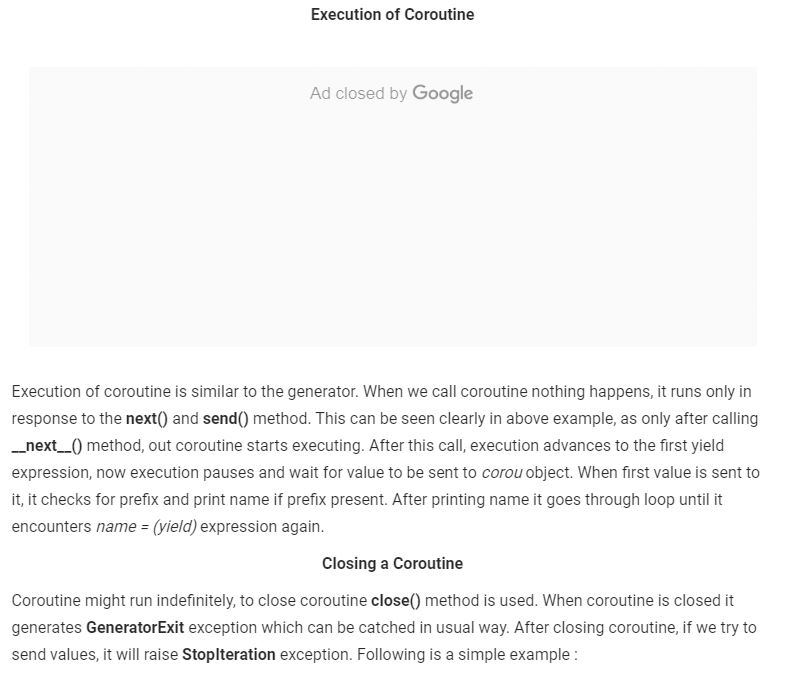 Execution of Coroutine
Ad closed by Google
Execution of coroutine is similar to the generator. When we call coroutine nothing happens, it runs only in
response to the next() and send() method. This can be seen clearly in above example, as only after calling
__next__() method, out coroutine starts executing. After this call, execution advances to the first yield
expression, now execution pauses and wait for value to be sent to corou object. When first value is sent to
it, it checks for prefix and print name if prefix present. After printing name it goes through loop until it
encounters name = (yield) expression again.
Closing a Coroutine
Coroutine might run indefinitely, to close coroutine close() method is used. When coroutine is closed it
generates GeneratorExit exception which can be catched in usual way. After closing coroutine, if we try to
send values, it will raise StopIteration exception. Following is a simple example :